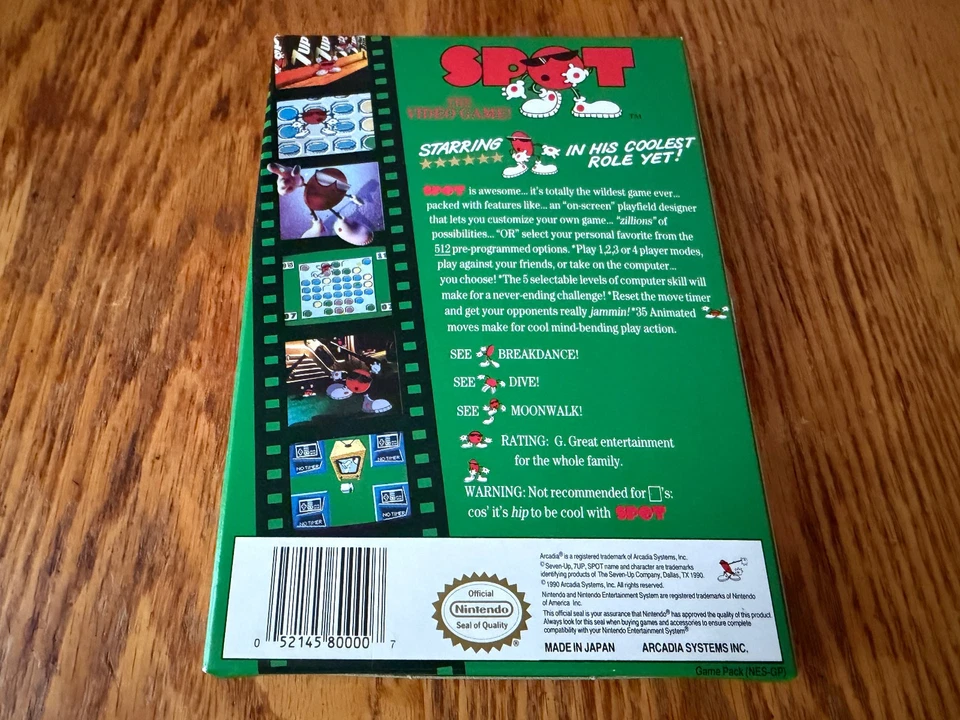 7UP 7UP
SPOT
THE
VIDEO GAME!
TM
STARRING IN HIS COOLEST
ROLE YET!
SPOT is awesome... it's totally the wildest game ever...
packed with features like... an "on-screen" playfield designer
that lets you customize your own game... "zillions" of
possibilities... "OR" select your personal favorite from the
512 pre-programmed options. *Play 1,2,3 or 4 player modes,
play against your friends, or take on the computer...
you choose! *The 5 selectable levels of computer skill will
make for a never-ending challenge! *Reset the move timer
and get your opponents really jammin! *35 Animated
moves make for cool mind-bending play action.
SEE BREAKDANCE!
SEE DIVE!
SEE MOONWALK!
RATING: G. Great entertainment
for the whole family.
WARNING: Not recommended for □'s:
cos' it's hip to be cool with SPOT
NO TIMER NO TIMER
NO TIMER NO TIMER
0 52145 80000 7
Official
Nintendo
Seal of Quality
®
Arcadia® is a registered trademark of Arcadia Systems, Inc.
© Seven-Up, 7UP, SPOT name and character are trademarks
identifying products of The Seven-Up Company, Dallas, TX 1990.
© 1990 Arcadia Systems, Inc. All rights reserved.
Nintendo and Nintendo Entertainment System are registered trademarks of Nintendo
of America Inc.
This official seal is your assurance that Nintendo® has approved the quality of this product.
Always look for this seal when buying games and accessories to ensure complete
compatibility with your Nintendo Entertainment System®
MADE IN JAPAN ARCADIA SYSTEMS INC.
Game Pack (NES-GP)